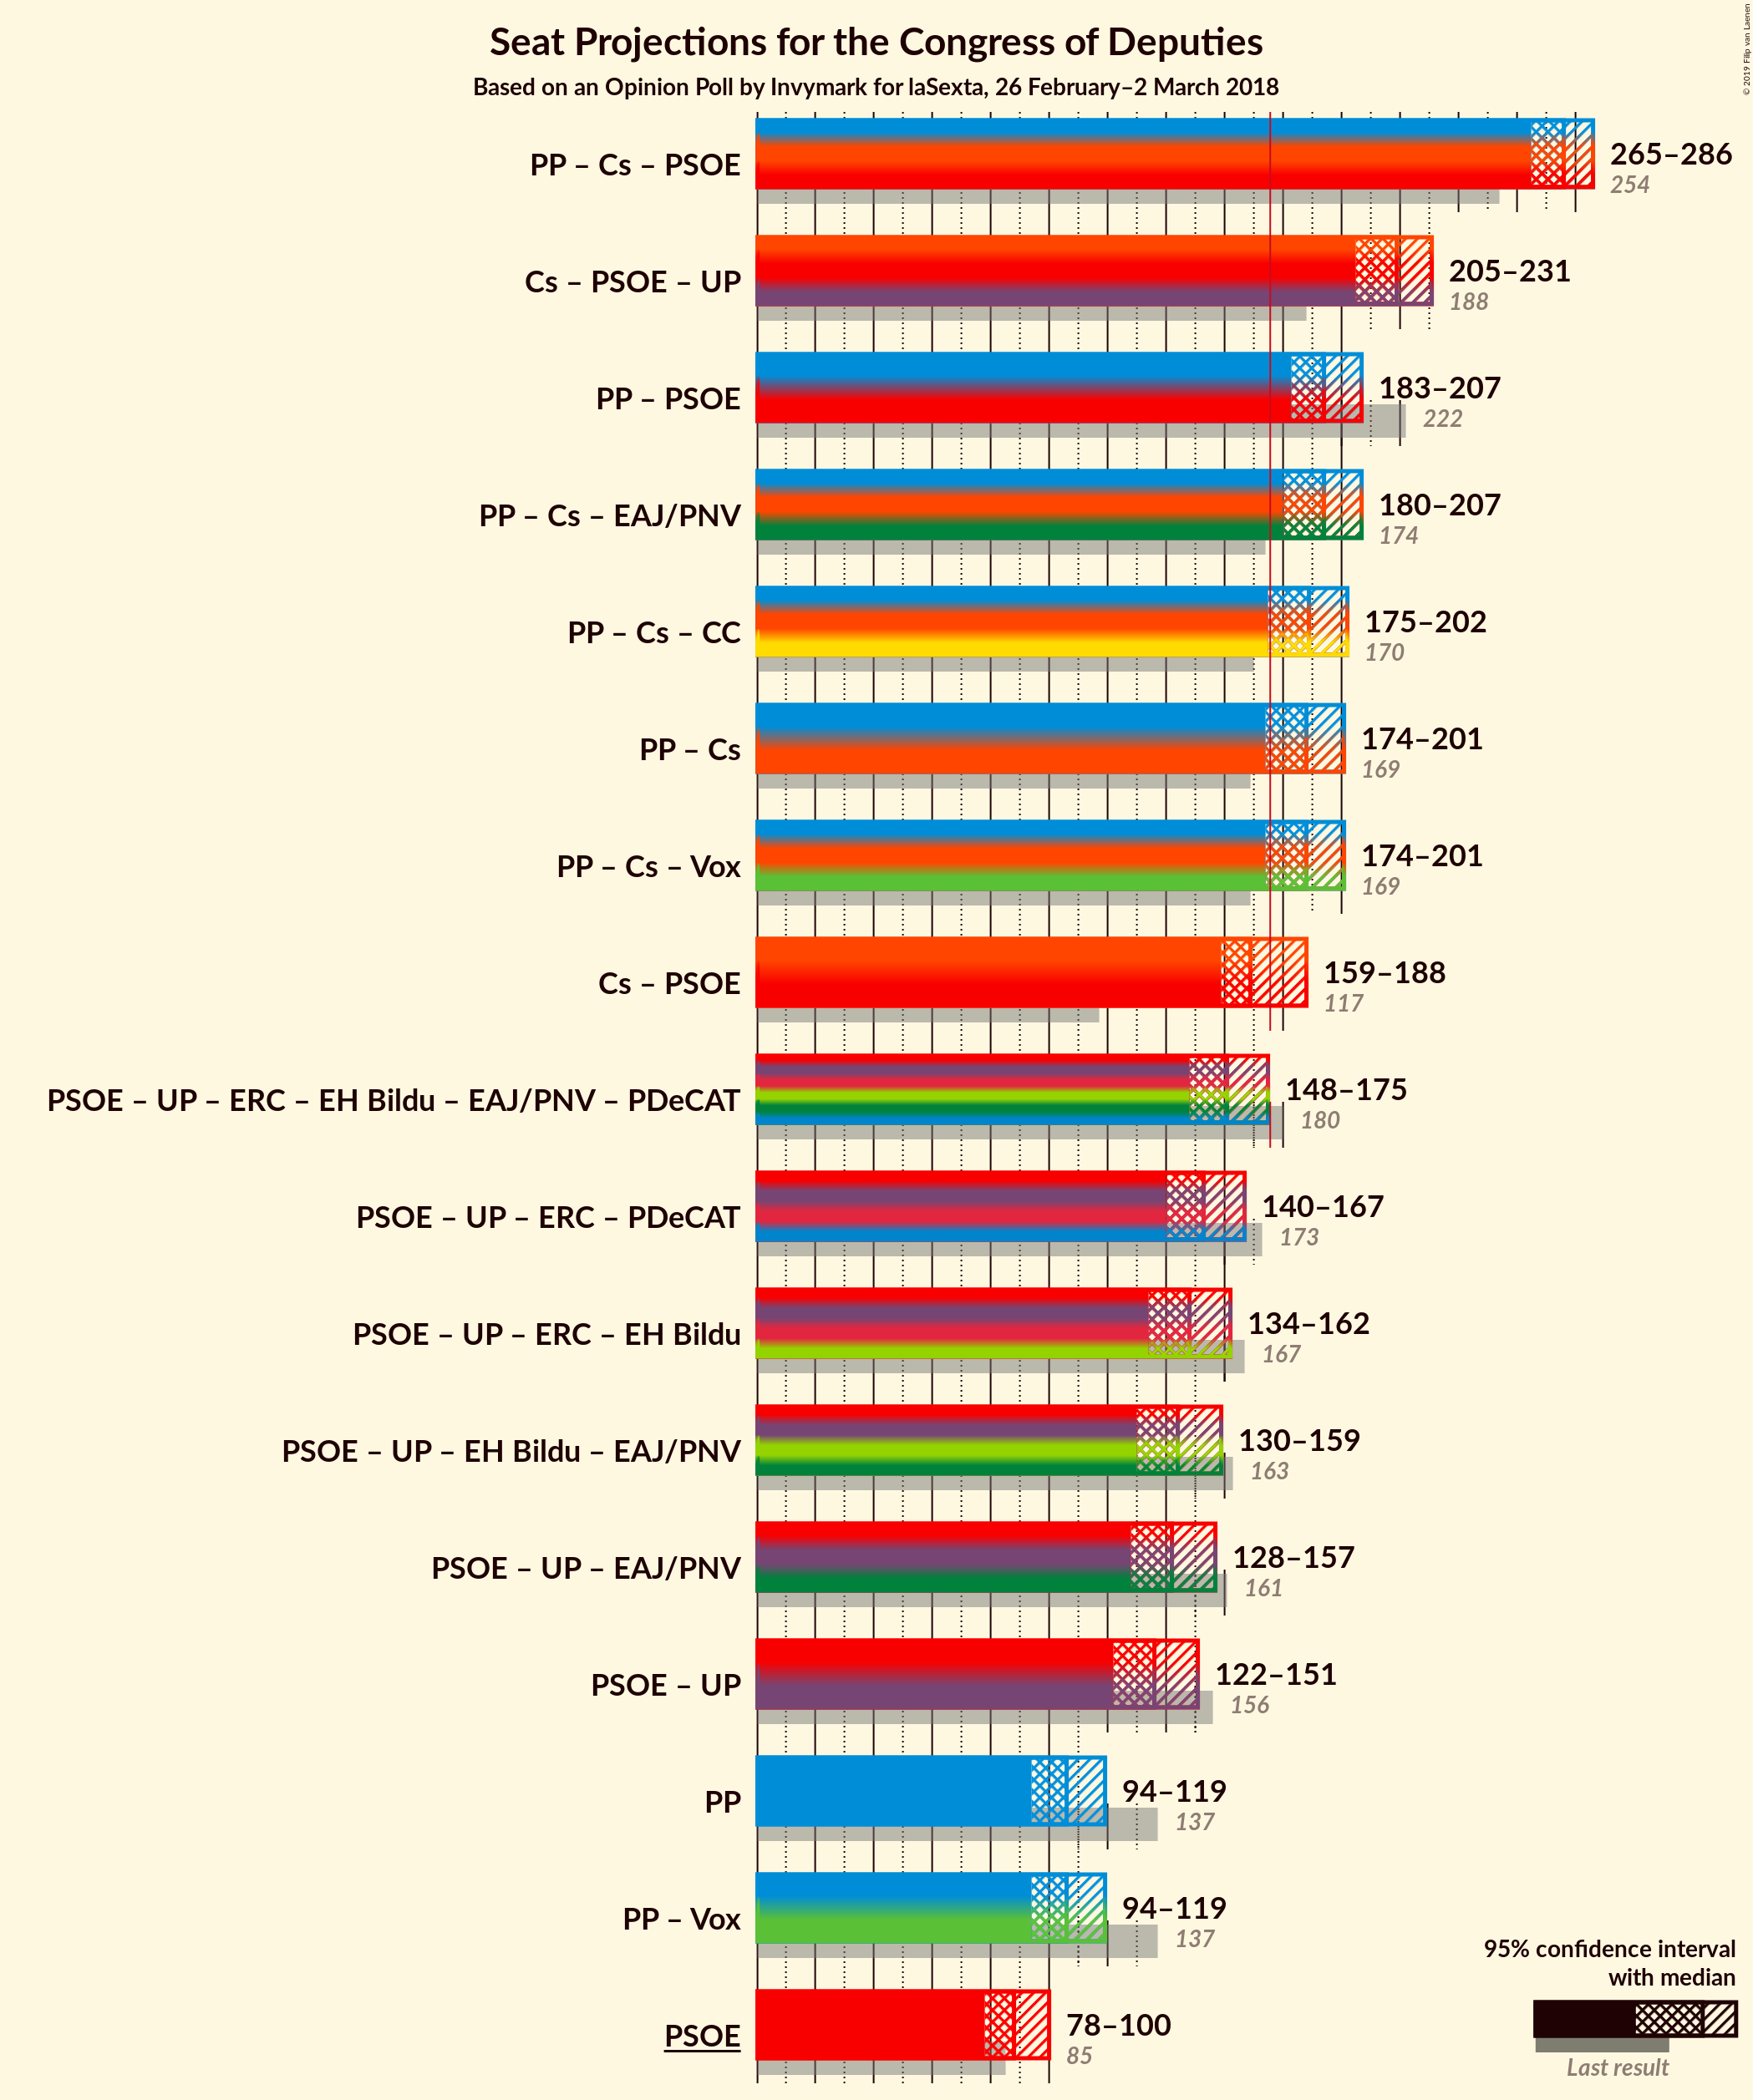 Seat Projections for the Congress of Deputies
Based on an Opinion Poll by Invymark for laSexta, 26 February–2 March 2018
© 2019 Filip van Laenen
PP – Cs – PSOE
265–286
254
Cs – PSOE – UP
205–231
188
PP – PSOE
183–207
222
PP – Cs – EAJ/PNV
180–207
174
PP – Cs – CC
175–202
170
PP – Cs
174–201
169
PP – Cs – Vox
174–201
169
Cs – PSOE
159–188
117
PSOE – UP – ERC – EH Bildu – EAJ/PNV – PDeCAT
148–175
180
PSOE – UP – ERC – PDeCAT
140–167
173
PSOE – UP – ERC – EH Bildu
134–162
167
PSOE – UP – EH Bildu – EAJ/PNV
130–159
163
PSOE – UP – EAJ/PNV
128–157
161
PSOE – UP
122–151
156
PP
94–119
137
PP – Vox
94–119
137
PSOE
78–100
85
95% confidence interval
with median
Last result